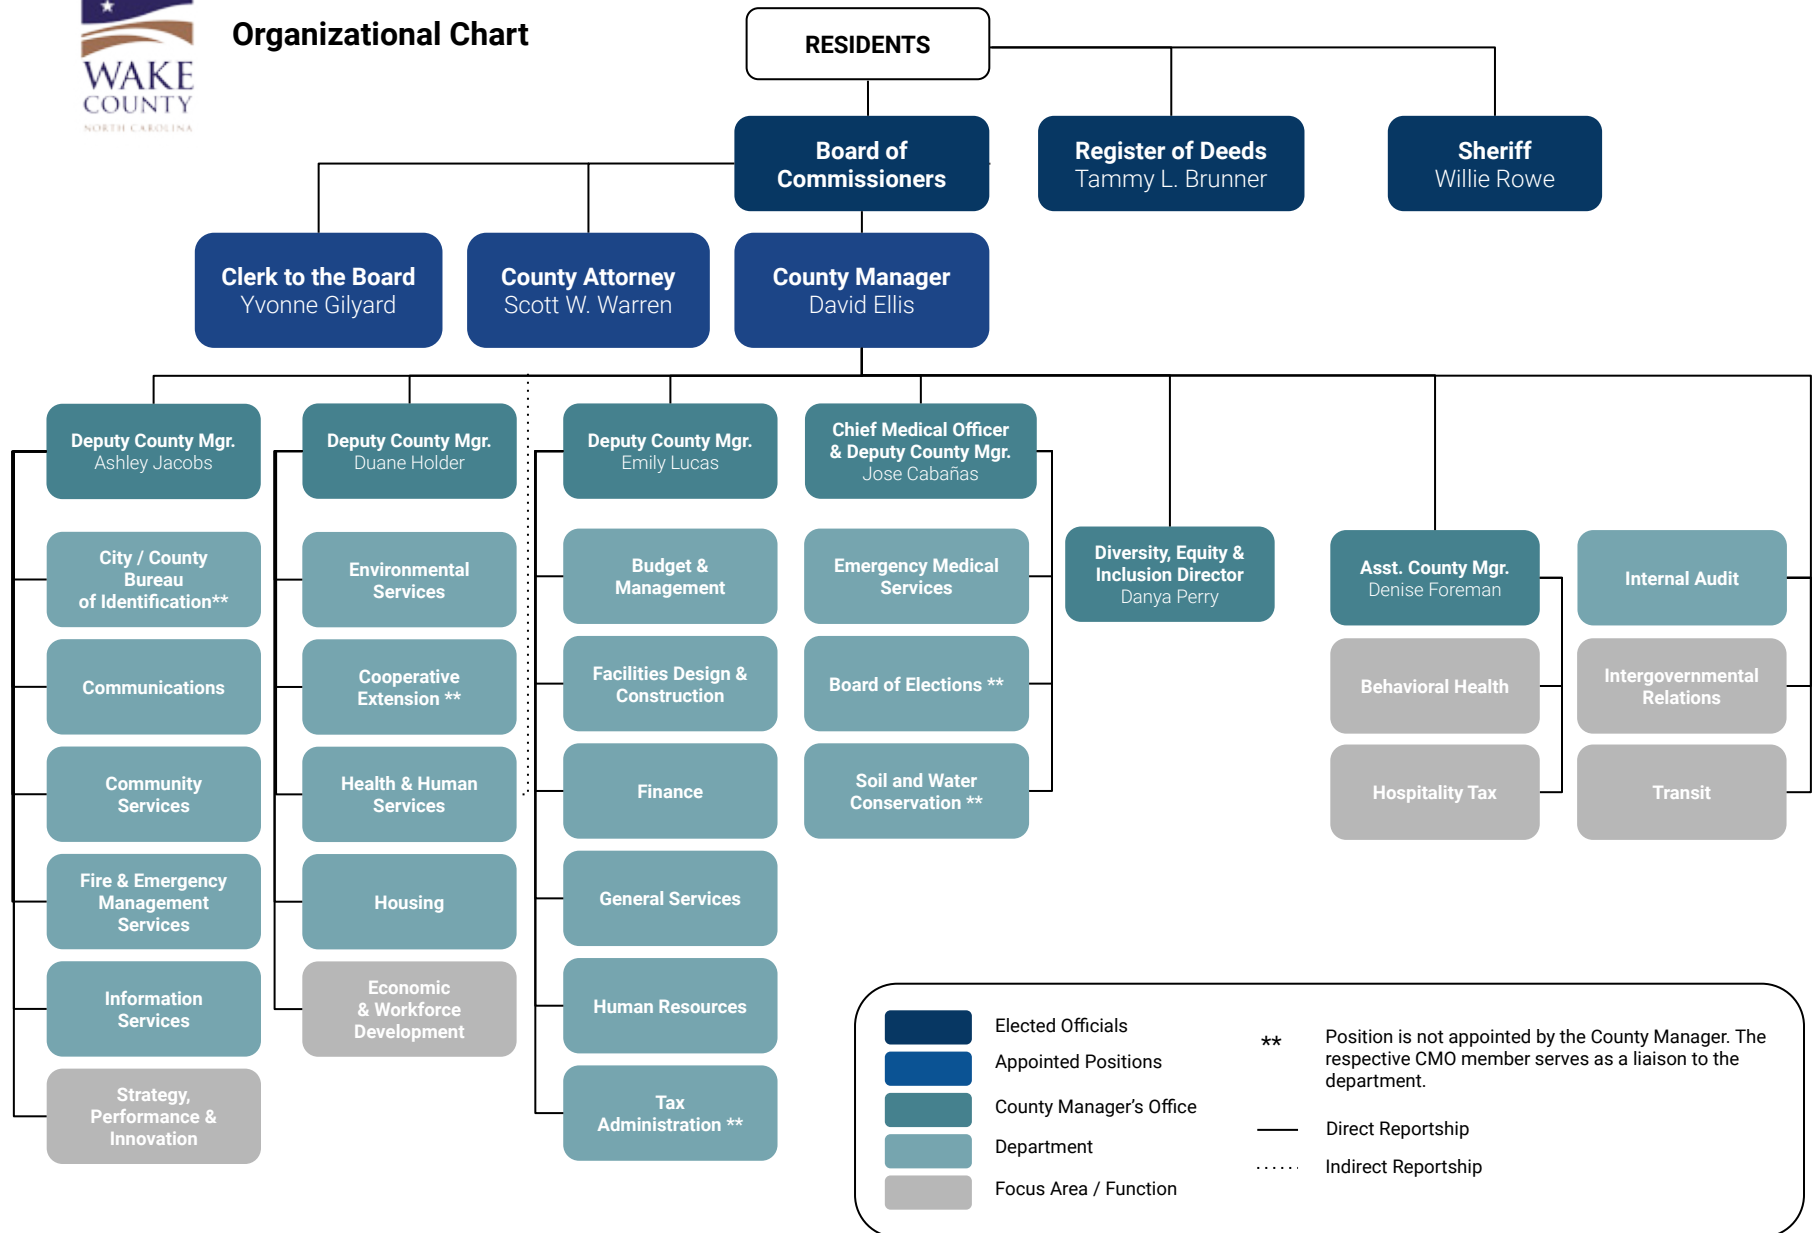 WAKE
COUNTY
NORTH CAROLINA
Organizational Chart
RESIDENTS
Board of
Commissioners
Register of Deeds
Tammy L. Brunner
Sheriff
Willie Rowe
Clerk to the Board
Yvonne Gilyard
County Attorney
Scott W. Warren
County Manager
David Ellis
Deputy County Mgr.
Ashley Jacobs
City / County
Bureau
of Identification**
Communications
Community
Services
Fire & Emergency
Management
Services
Information
Services
Strategy,
Performance &
Innovation
Deputy County Mgr.
Duane Holder
Environmental
Services
Cooperative
Extension **
Health & Human
Services
Housing
Economic
& Workforce
Development
Deputy County Mgr.
Emily Lucas
Budget &
Management
Facilities Design &
Construction
Finance
General Services
Human Resources
Tax
Administration **
Chief Medical Officer
& Deputy County Mgr.
Jose Cabañas
Emergency Medical
Services
Board of Elections **
Soil and Water
Conservation **
Diversity, Equity &
Inclusion Director
Danya Perry
Asst. County Mgr.
Denise Foreman
Behavioral Health
Hospitality Tax
Internal Audit
Intergovernmental
Relations
Transit
Elected Officials
Appointed Positions
County Manager's Office
Department
Focus Area / Function
** Position is not appointed by the County Manager. The
respective CMO member serves as a liaison to the
department.
Direct Reportship
Indirect Reportship